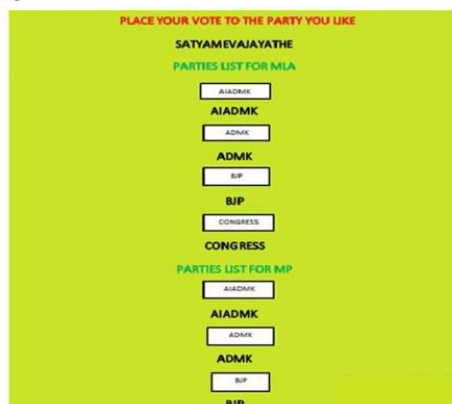 PLACE YOUR VOTE TO THE PARTY YOU LIKE
SATYAMEVAJAYATHE
PARTIES LIST FOR MLA
AIADMK
AIADMK
ADMK
ADMK
BJP
BJP
CONGRESS
CONGRESS
PARTIES LIST FOR MP
AIADMK
AIADMK
ADMK
ADMK
BJP
BJP